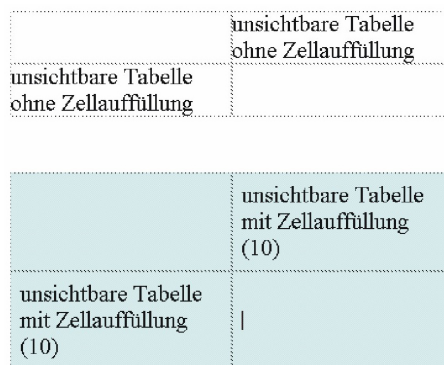 unsichtbare Tabelle
ohne Zellauffüllung
unsichtbare Tabelle
ohne Zellauffüllung
unsichtbare Tabelle
mit Zellauffüllung
(10)
unsichtbare Tabelle
mit Zellauffüllung
(10)